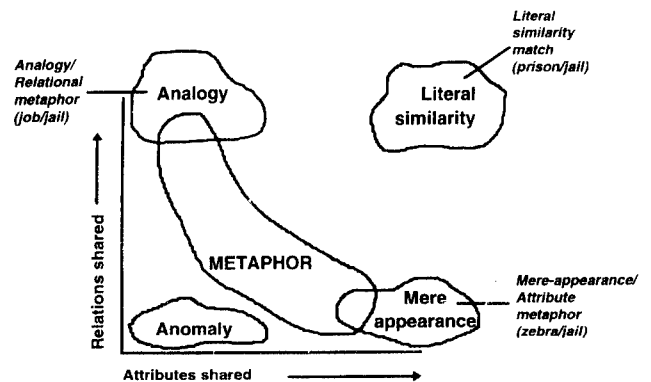 Literal
similarity
match
(prison/jail)
Analogy/
Relational
metaphor
(job/jail)
Analogy
Literal
similarity
Relations shared
METAPHOR
Mere
appearance
Mere-appearance/
Attribute
metaphor
(zebra/jail)
Anomaly
Attributes shared